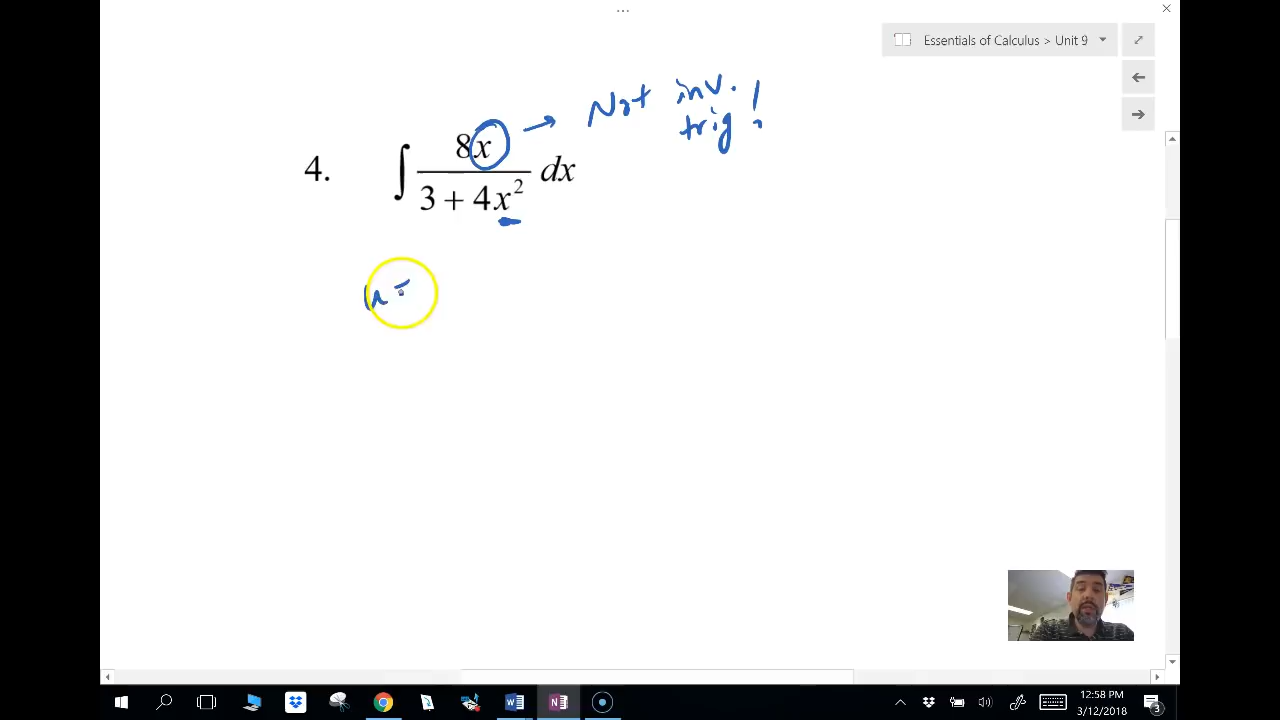 Essentials of Calculus > Unit 9
Not inv.
trig!
4. ∫ 8x / (3 + 4x²) dx
u =
12:58 PM
3/12/2018
3